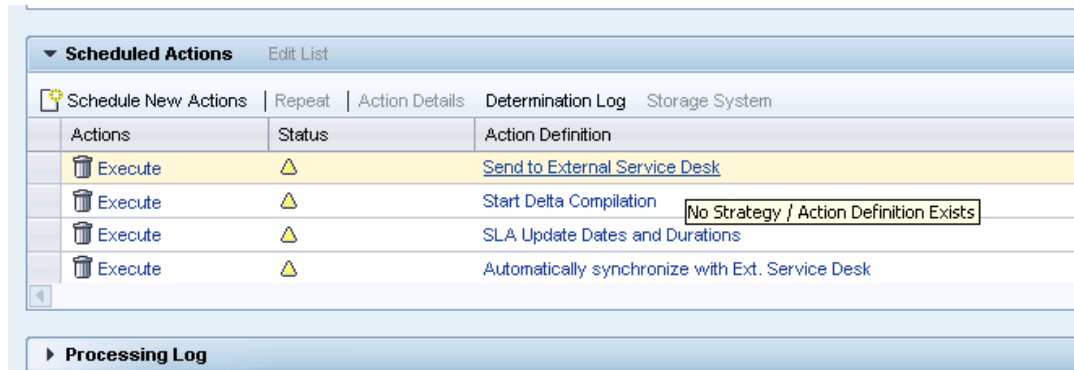 Scheduled Actions Edit List
Schedule New Actions Repeat Action Details Determination Log Storage System
Actions Status Action Definition
Execute Send to External Service Desk
Execute Start Delta Compilation
No Strategy / Action Definition Exists
Execute SLA Update Dates and Durations
Execute Automatically synchronize with Ext. Service Desk
Processing Log